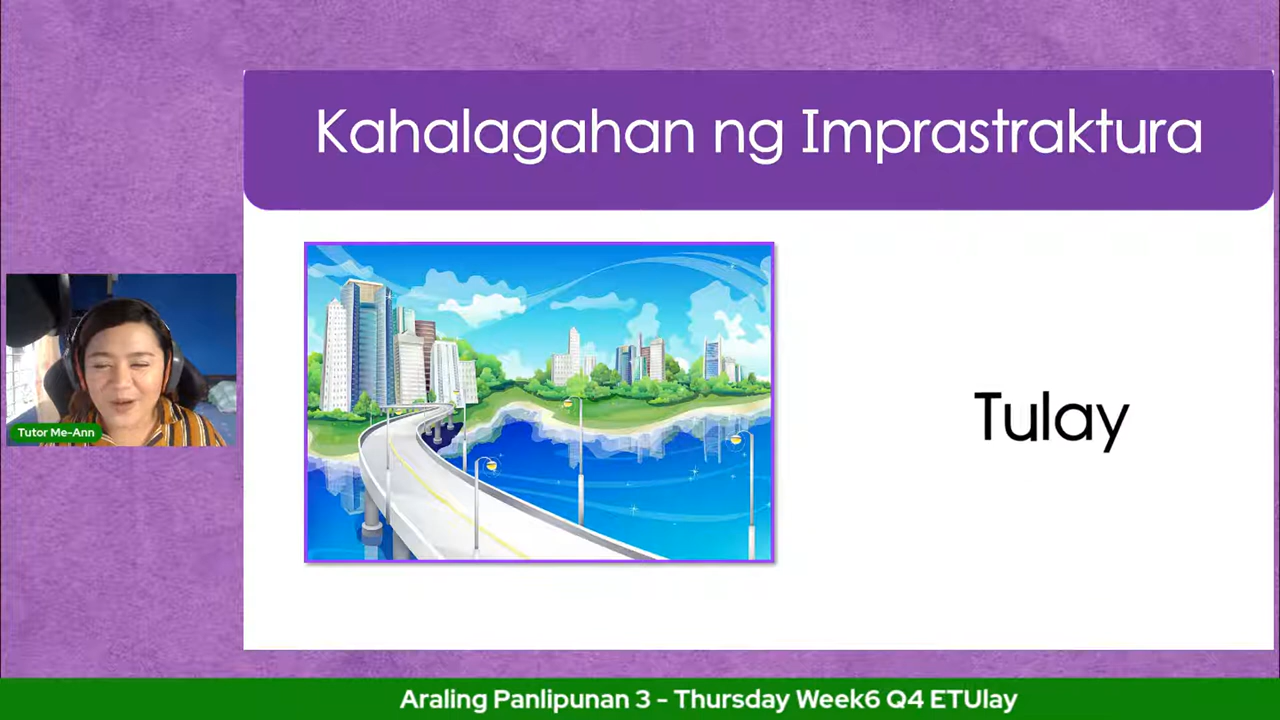 Kahalagahan ng Imprastraktura
Tutor Me-Ann
Tulay
Araling Panlipunan 3 - Thursday Week6 Q4 ETUlay